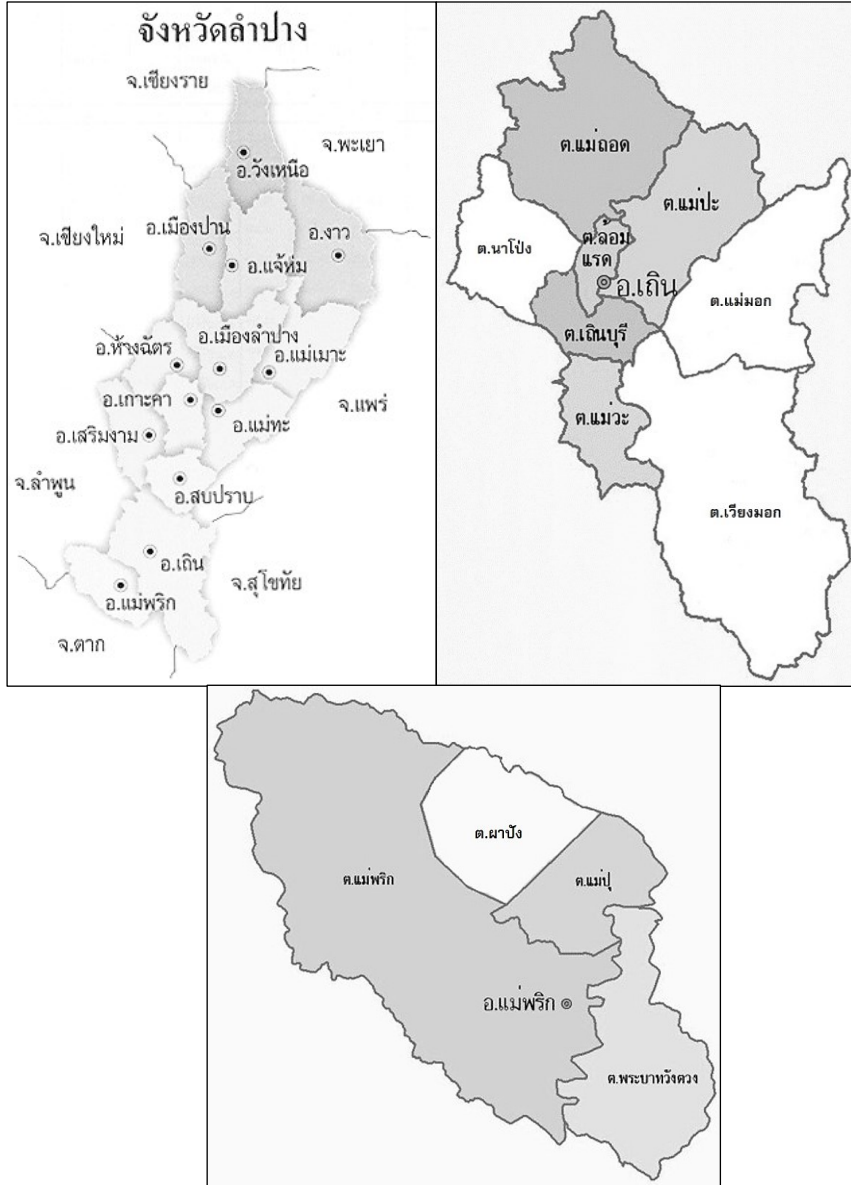 จังหวัดลำปาง
จ.เชียงราย
จ.พะเยา
อ.วังเหนือ
จ.เชียงใหม่
อ.เมืองปาน
อ.งาว
อ.แจ้ห่ม
อ.เมืองลำปาง
อ.ห้างฉัตร
อ.แม่เมาะ
อ.เกาะคา
จ.แพร่
อ.แม่ทะ
อ.เสริมงาม
จ.ลำพูน
อ.สบปราบ
อ.เถิน
จ.สุโขทัย
อ.แม่พริก
จ.ตาก
ต.แม่ถอด
ต.แม่ปะ
ต.นาโป่ง
ต.ล้อม
แรด
อ.เถิน
ต.แม่มอก
ต.เถินบุรี
ต.แม่วะ
ต.เวียงมอก
ต.ผาปัง
ต.แม่พริก
ต.แม่ปุ
อ.แม่พริก
ต.พระบาทวังตวง